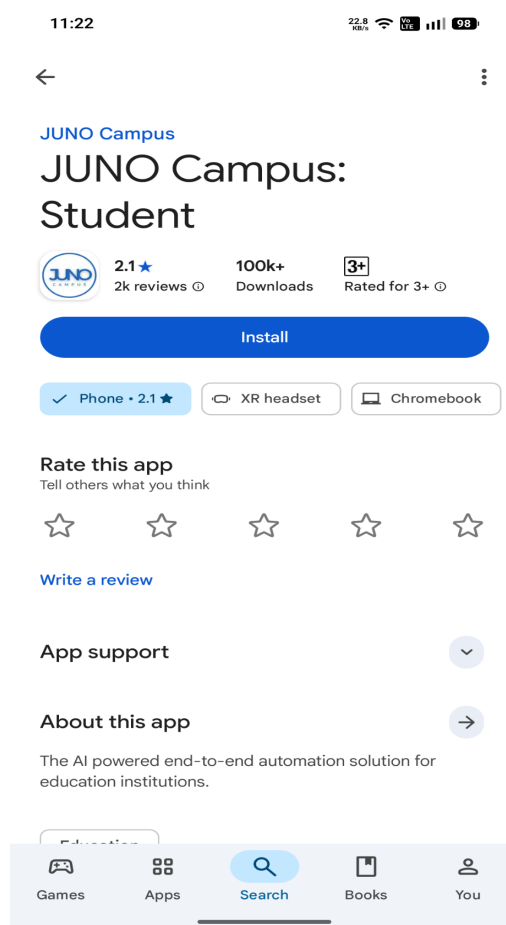 11:22
22.8 KB/s Vo LTE 98
JUNO Campus
JUNO Campus:
Student
JUNO
CAMPUS
2.1★ 100k+ 3+
2k reviews Downloads Rated for 3+
Install
Phone • 2.1 ★ XR headset Chromebook
Rate this app
Tell others what you think
Write a review
App support
About this app
The AI powered end-to-end automation solution for
education institutions.
Education
Games Apps Search Books You